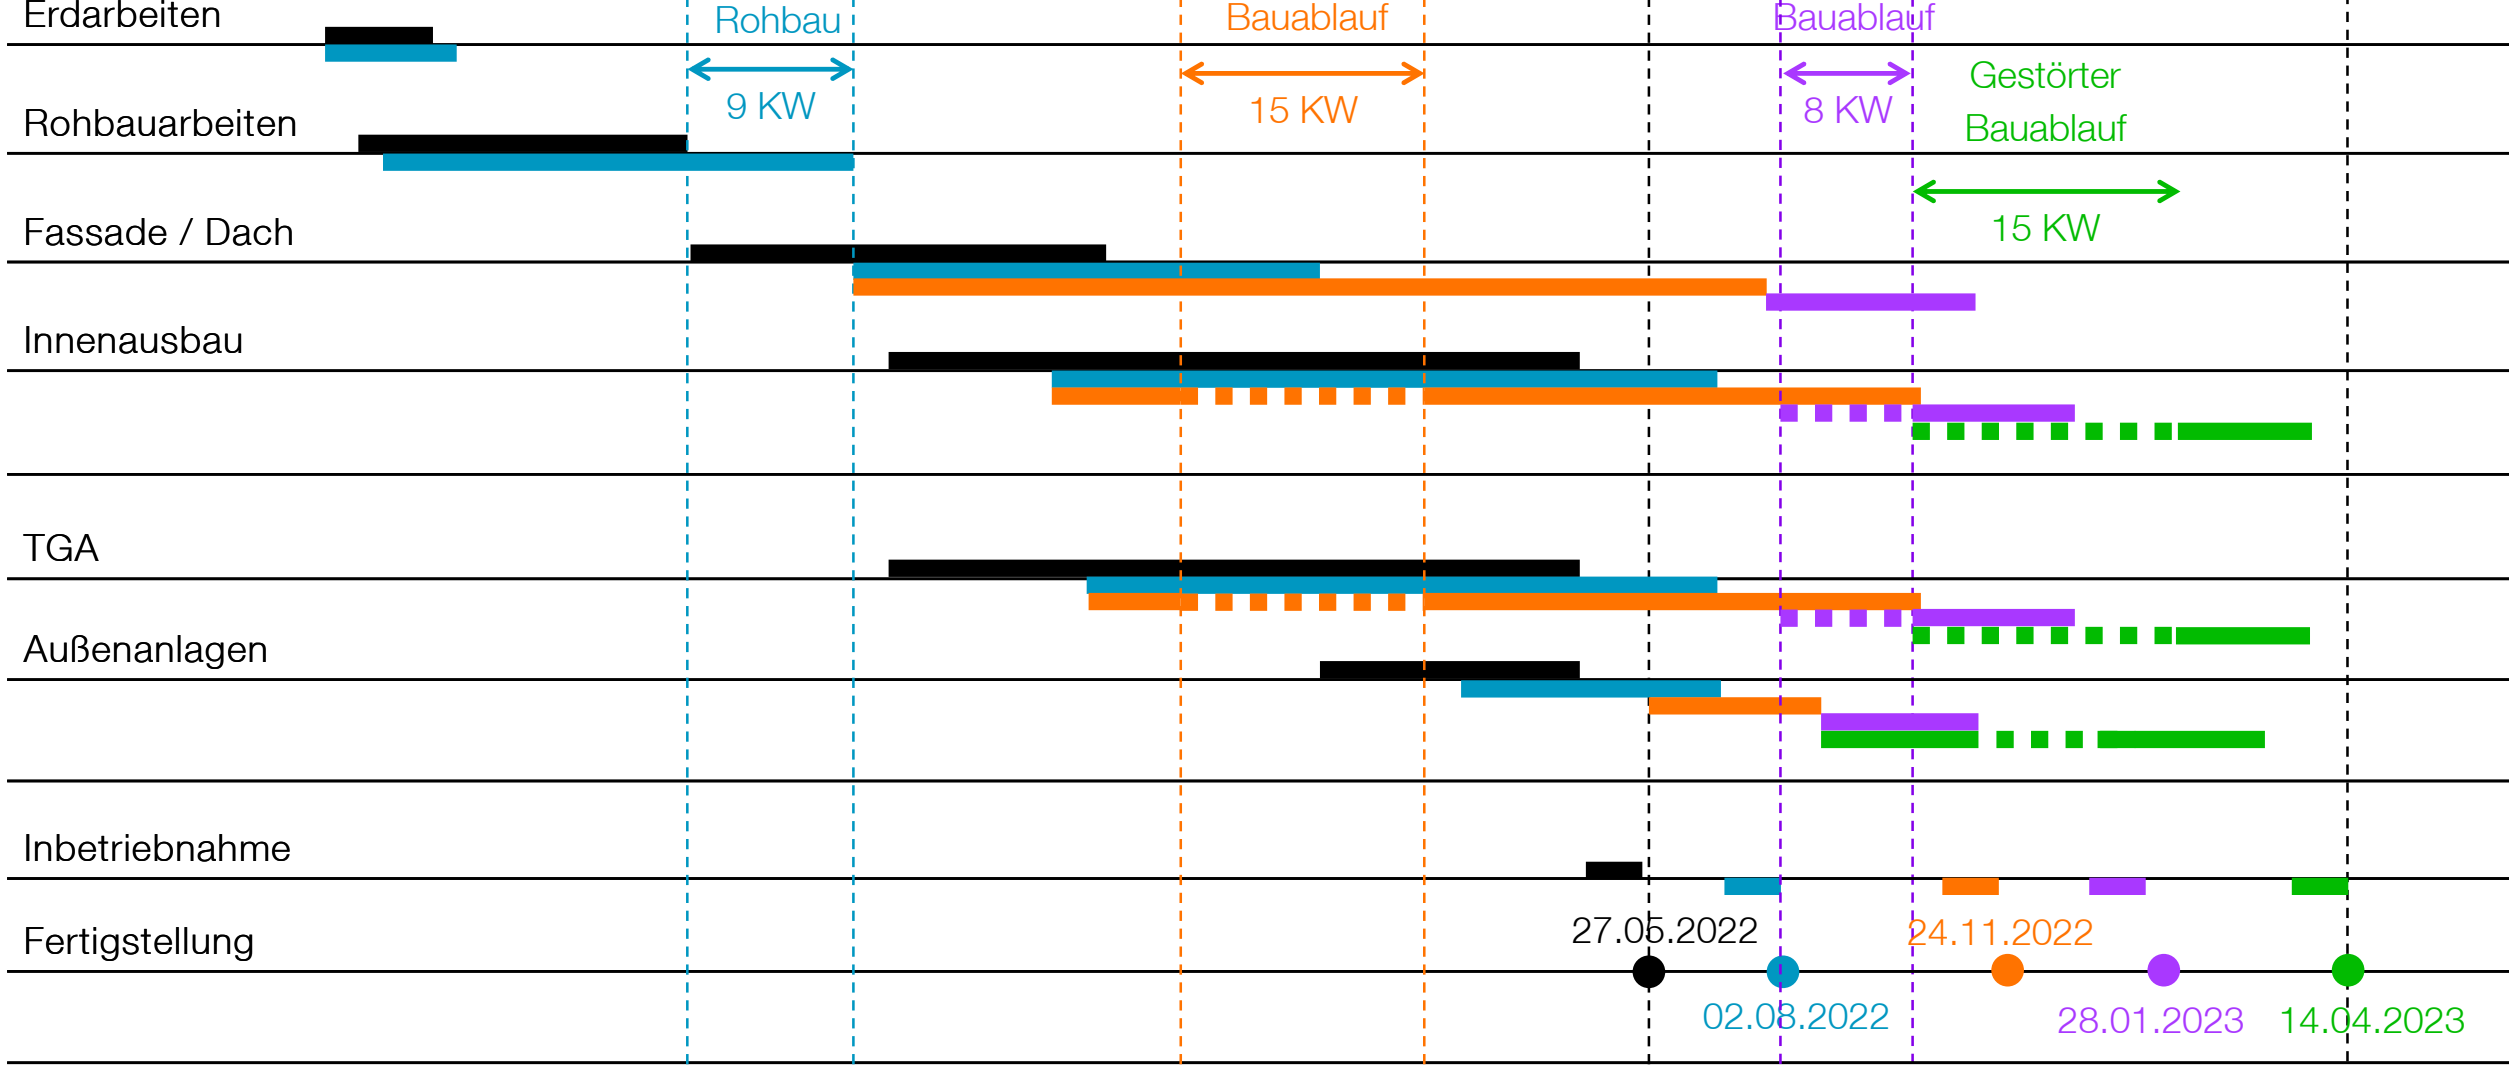 Erdarbeiten
Rohbau
Bauablauf
Bauablauf
9 KW
15 KW
8 KW
Gestörter
Bauablauf
15 KW
Rohbauarbeiten
Fassade / Dach
Innenausbau
TGA
Außenanlagen
Inbetriebnahme
Fertigstellung
27.05.2022
24.11.2022
02.08.2022
28.01.2023
14.04.2023